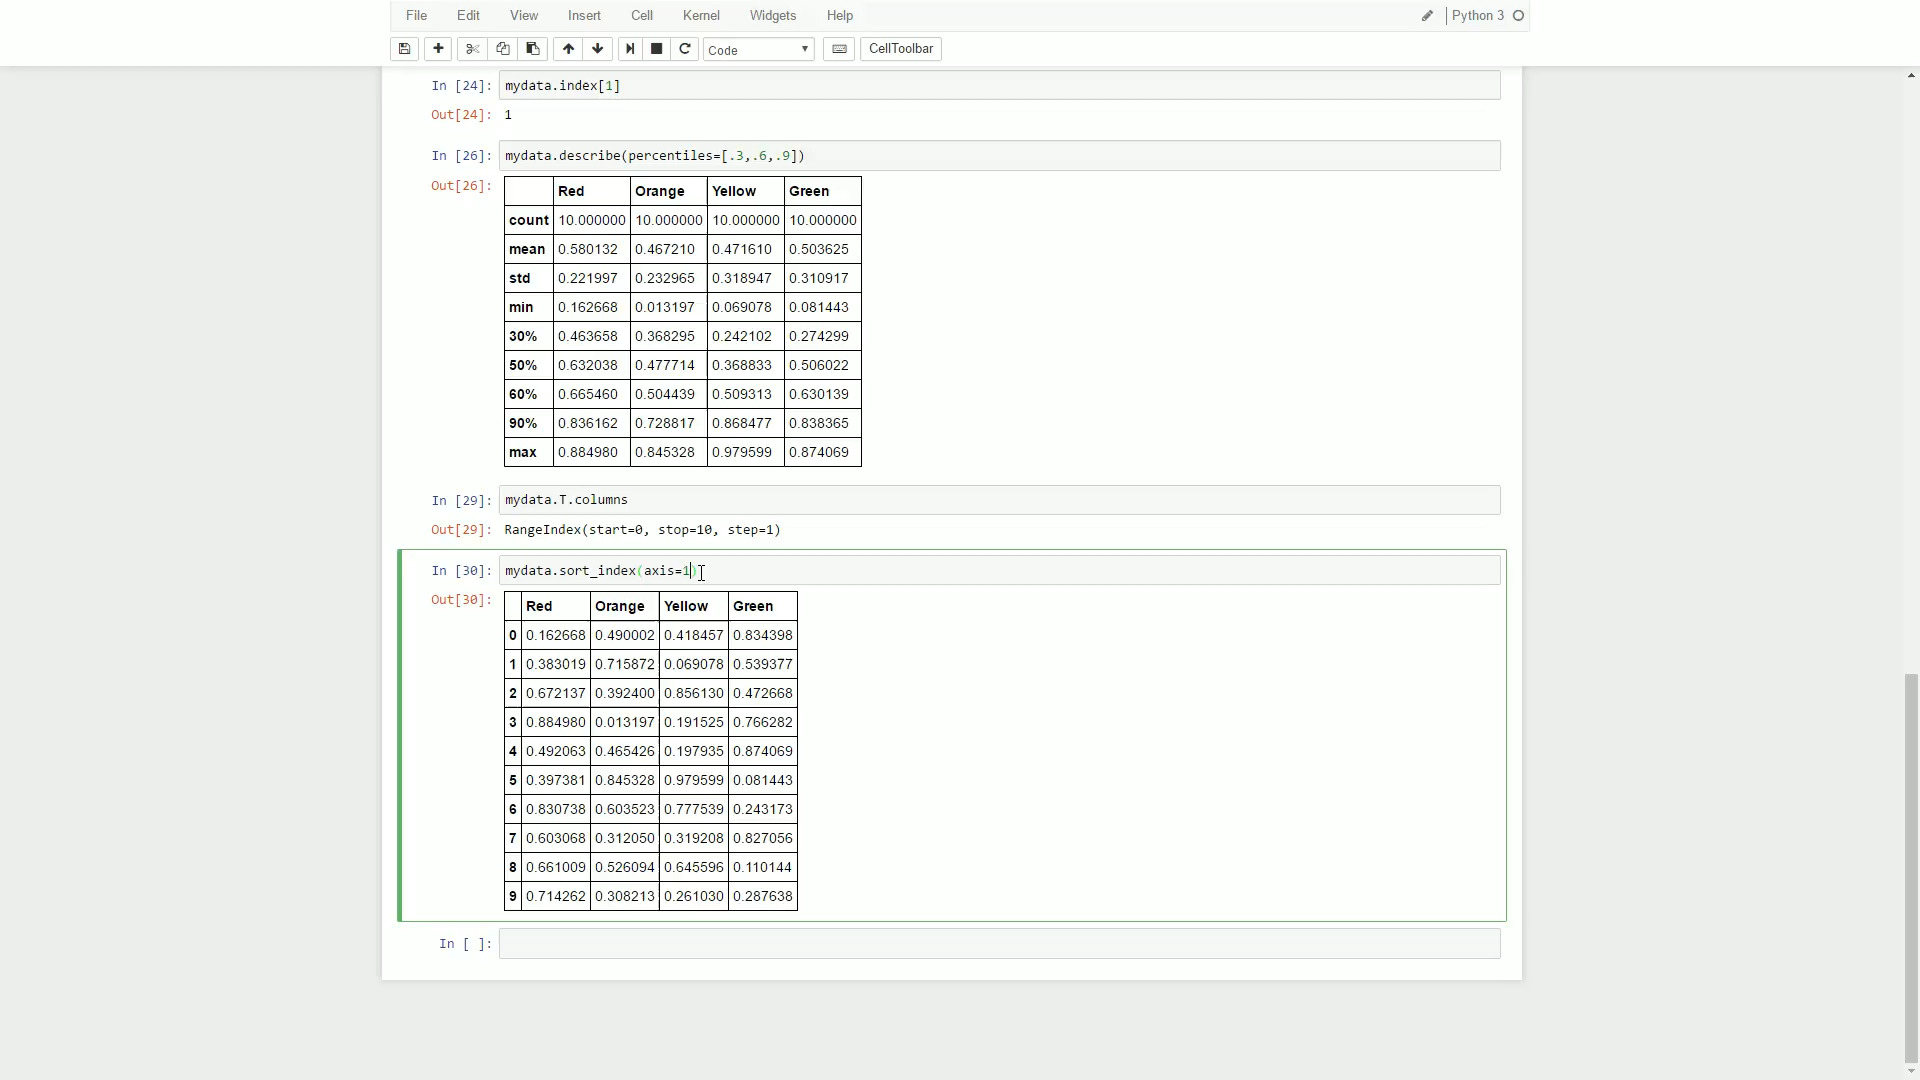 File Edit View Insert Cell Kernel Widgets Help Python 3
Code CellToolbar
In [24]: mydata.index[1]
Out[24]: 1
In [26]: mydata.describe(percentiles=[.3,.6,.9])
Out[26]:
Red Orange Yellow Green
count 10.000000 10.000000 10.000000 10.000000
mean 0.580132 0.467210 0.471610 0.503625
std 0.221997 0.232965 0.318947 0.310917
min 0.162668 0.013197 0.069078 0.081443
30% 0.463658 0.368295 0.242102 0.274299
50% 0.632038 0.477714 0.368833 0.506022
60% 0.665460 0.504439 0.509313 0.630139
90% 0.836162 0.728817 0.868477 0.838365
max 0.884980 0.845328 0.979599 0.874069
In [29]: mydata.T.columns
Out[29]: RangeIndex(start=0, stop=10, step=1)
In [30]: mydata.sort_index(axis=1)
Out[30]:
Red Orange Yellow Green
0 0.162668 0.490002 0.418457 0.834398
1 0.383019 0.715872 0.069078 0.539377
2 0.672137 0.392400 0.856130 0.472668
3 0.884980 0.013197 0.191525 0.766282
4 0.492063 0.465426 0.197935 0.874069
5 0.397381 0.845328 0.979599 0.081443
6 0.830738 0.603523 0.777539 0.243173
7 0.603068 0.312050 0.319208 0.827056
8 0.661009 0.526094 0.645596 0.110144
9 0.714262 0.308213 0.261030 0.287638
In [ ]: